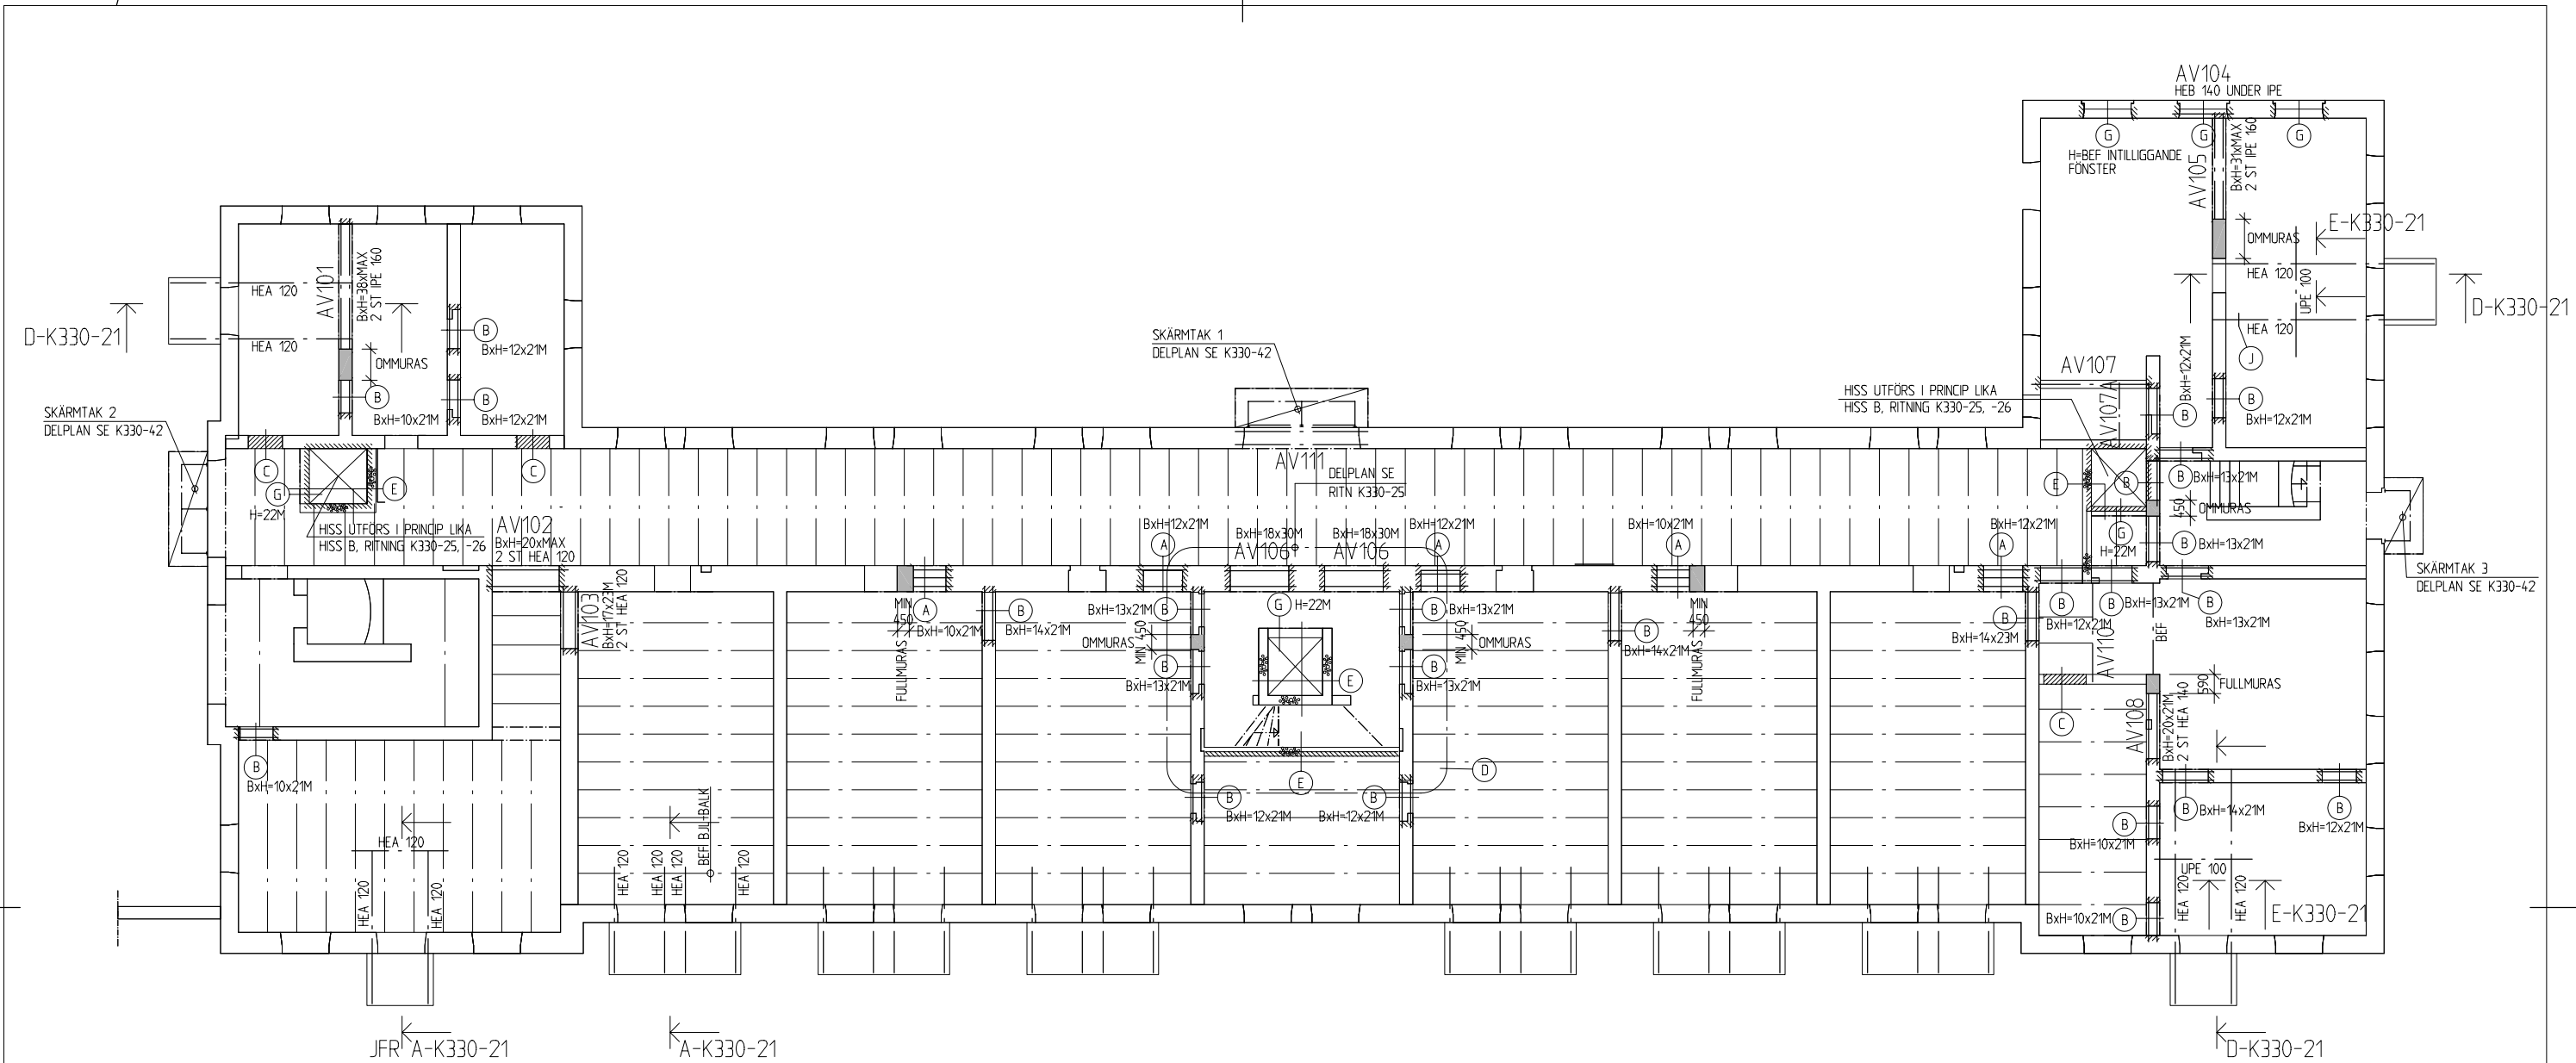 AV104
HEB 140 UNDER IPE
G
G
G
H=BEF INTILLIGGANDE
FÖNSTER
AV105
BxH=31xMAX
2 ST IPE 160
OMMURAS
E-K330-21
HEA 120
UPE 100
HEA 120
J
D-K330-21
D-K330-21
HEA 120
HEA 120
AV101
BxH=38xMAX
2 ST IPE 160
OMMURAS
B
BxH=10x21M
B
BxH=12x21M
B
BxH=12x21M
SKÄRMTAK 1
DELPLAN SE K330-42
SKÄRMTAK 2
DELPLAN SE K330-42
HISS UTFÖRS I PRINCIP LIKA
HISS B, RITNING K330-25, -26
AV107
AV107A
BxH=12x21M
B
B
BxH=12x21M
C
G
H=22M
E
C
HISS UTFÖRS I PRINCIP LIKA
HISS B, RITNING K330-25, -26
AV102
BxH=20xMAX
2 ST HEA 120
AV111
DELPLAN SE
RITN K330-25
BxH=12x21M
A
BxH=18x30M
AV106
BxH=18x30M
AV106
BxH=12x21M
A
BxH=10x21M
A
BxH=12x21M
A
E
B
B
BxH=13x21M
450
OMMURAS
G
H=22M
B
BxH=13x21M
SKÄRMTAK 3
DELPLAN SE K330-42
AV103
BxH=17x23M
2 ST HEA 120
MIN
450
FULLMURAS
A
BxH=10x21M
B
BxH=14x21M
BxH=13x21M
B
OMMURAS
MIN 450
B
BxH=13x21M
G
H=22M
E
E
B
BxH=13x21M
MIN 450
OMMURAS
B
BxH=13x21M
B
BxH=14x21M
MIN
450
FULLMURAS
B
BxH=14x23M
B
BxH=12x21M
B
BxH=13x21M
B
BxH=13x21M
AV110
BEF
590
FULLMURAS
C
AV108
BxH=20x21M
2 ST HEA 140
B
BxH=10x21M
D
B
BxH=12x21M
B
BxH=12x21M
B
BxH=14x21M
B
BxH=12x21M
B
BxH=10x21M
UPE 100
HEA 120
HEA 120
BxH=10x21M
B
E-K330-21
HEA 120
HEA 120
HEA 120
HEA 120
HEA 120
HEA 120
BEF BJL-BALK
HEA 120
JFR A-K330-21
A-K330-21
D-K330-21